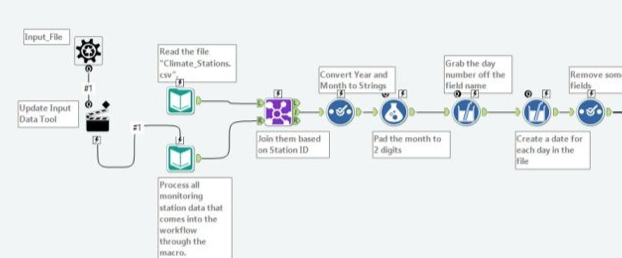 Input_File
#1
Update Input
Data Tool
#1
Read the file
"Climate_Stations.
csv".
Process all
monitoring
station data that
comes into the
workflow
through the
macro.
Join them based
on Station ID
Convert Year and
Month to Strings
Pad the month to
2 digits
Grab the day
number off the
field name
Create a date for
each day in the
file
Remove som
fields